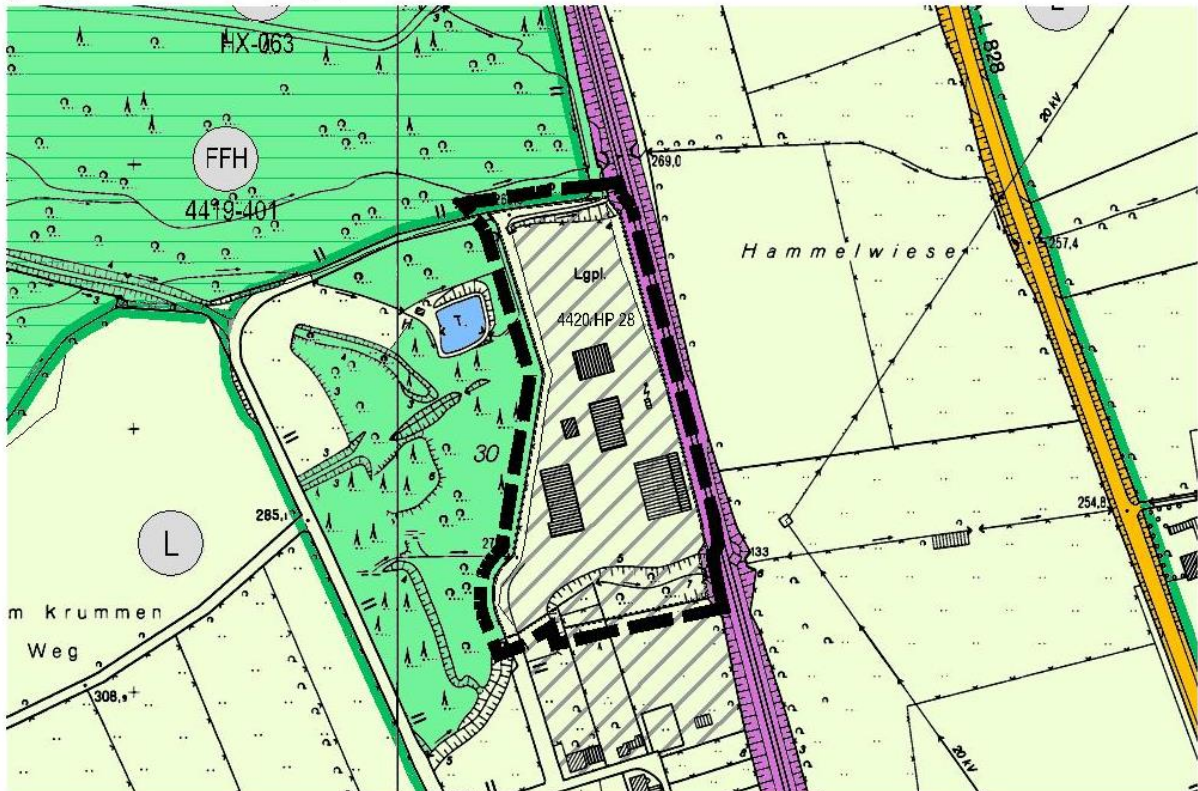 HX-063
L 828
20 kV
FFH
269,0
4419-401
257,4
Hammelwiese
Lgpl.
4420/HP 28
T.
30
285,1
254,8
L
133
m Krummen
Weg
308,9
20 kV